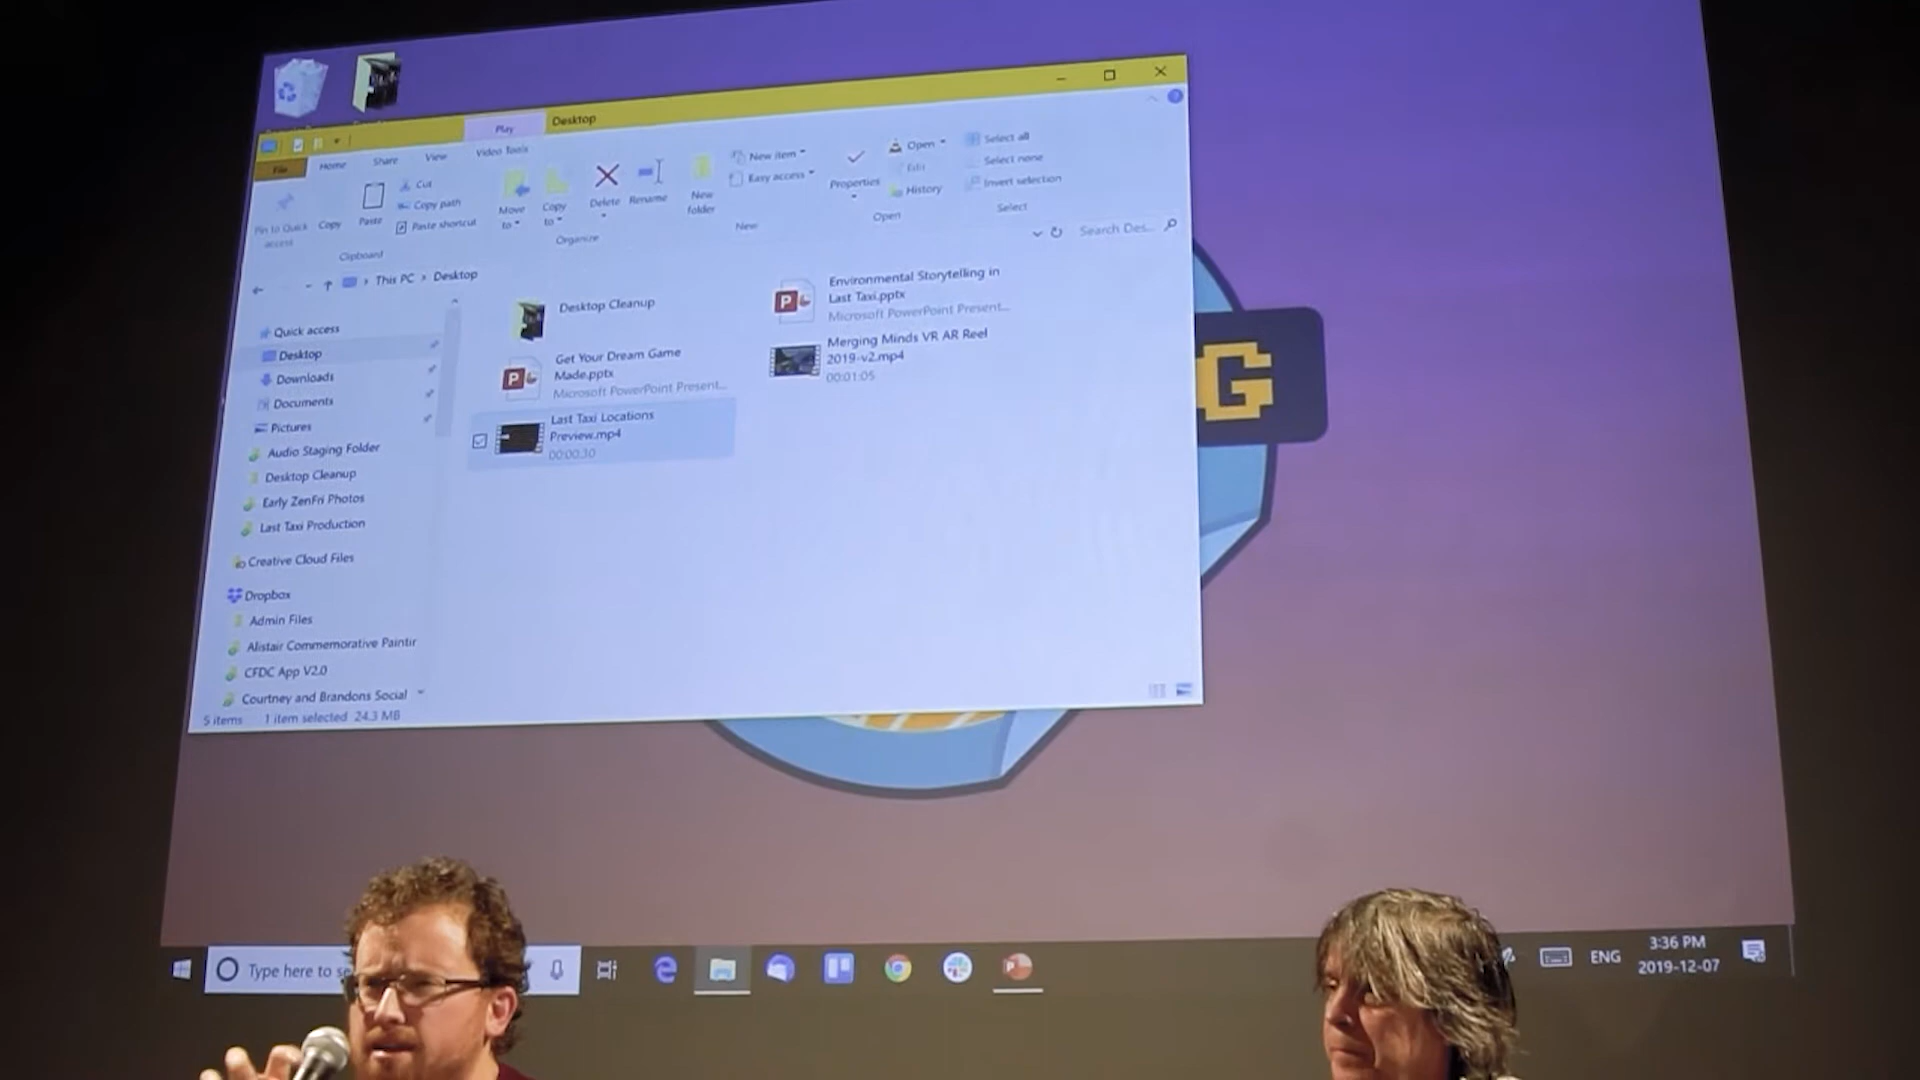 Play
Desktop
File
Home
Share
View
Video Tools
Pin to Quick
access
Copy
Paste
Cut
Copy path
Paste shortcut
Clipboard
Move
to
Copy
to
Delete
Rename
Organize
New
folder
New item
Easy access
New
Properties
Open
Edit
History
Open
Select all
Select none
Invert selection
Select
This PC > Desktop
Search Des...
Quick access
Desktop
Downloads
Documents
Pictures
Audio Staging Folder
Desktop Cleanup
Early ZenFri Photos
Last Taxi Production
Creative Cloud Files
Dropbox
Admin Files
Alistair Commemorative Paintir
CFDC App V2.0
Courtney and Brandons Social
Desktop Cleanup
Get Your Dream Game
Made.pptx
Microsoft PowerPoint Present...
Last Taxi Locations
Preview.mp4
00:00:30
Environmental Storytelling in
Last Taxi.pptx
Microsoft PowerPoint Present...
Merging Minds VR AR Reel
2019-v2.mp4
00:01:05
5 items 1 item selected 24.3 MB
G
Type here to se
ENG
3:36 PM
2019-12-07